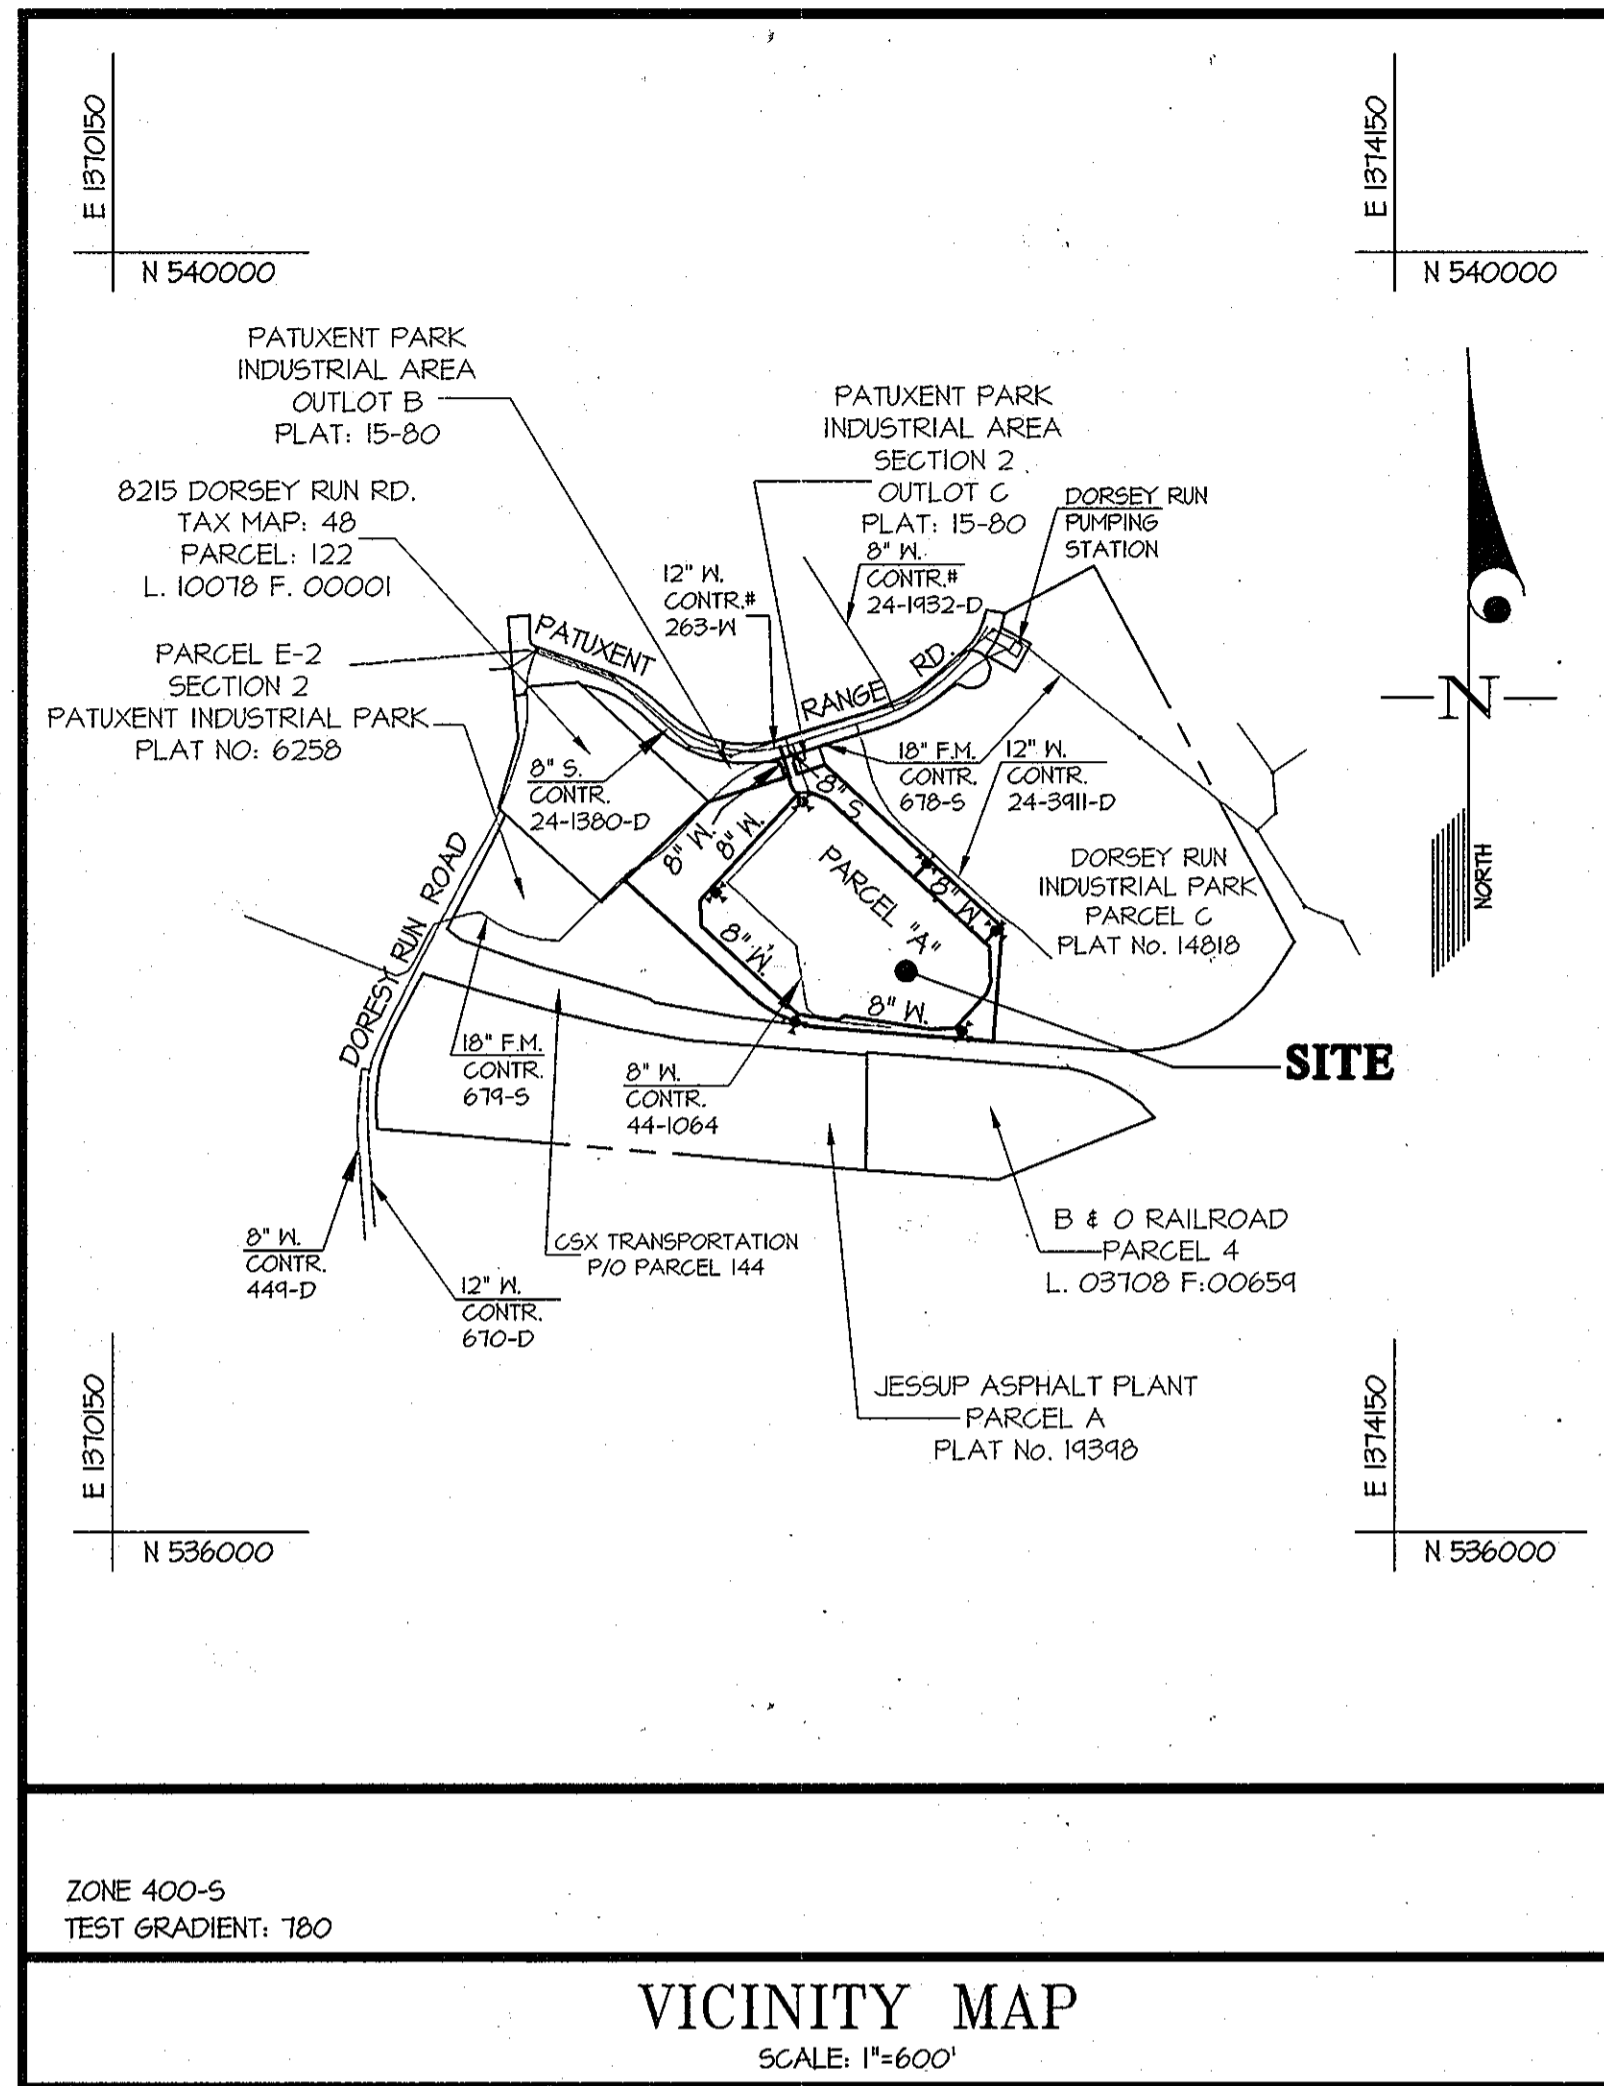 E 1370150
N 540000
E 1374150
N 540000
PATUXENT PARK
INDUSTRIAL AREA
OUTLOT B
PLAT: 15-80
PATUXENT PARK
INDUSTRIAL AREA
SECTION 2
OUTLOT C
PLAT: 15-80
8215 DORSEY RUN RD.
TAX MAP: 48
PARCEL: 122
L. 10078 F. 00001
DORSEY RUN
PUMPING
STATION
8" W.
CONTR.#
24-1932-D
12" W.
CONTR.#
263-W
PARCEL E-2
SECTION 2
PATUXENT INDUSTRIAL PARK
PLAT NO: 6258
PATUXENT
RANGE
RD.
N
NORTH
8" S.
CONTR.
24-1380-D
18" F.M.
CONTR.
678-S
12" W.
CONTR.
24-3911-D
8" S.
8" W.
8" W.
8" W.
8" W.
8" W.
PARCEL "A"
DORSEY RUN
INDUSTRIAL PARK
PARCEL C
PLAT No. 14818
DORESY RUN ROAD
SITE
18" F.M.
CONTR.
679-S
8" W.
CONTR.
44-1064
8" W.
CONTR.
449-D
12" W.
CONTR.
670-D
CSX TRANSPORTATION
P/O PARCEL 144
B & O RAILROAD
PARCEL 4
L. 03708 F:00659
JESSUP ASPHALT PLANT
PARCEL A
PLAT No. 19398
E 1370150
N 536000
E 1374150
N 536000
ZONE 400-S
TEST GRADIENT: 780
VICINITY MAP
SCALE: 1"=600'